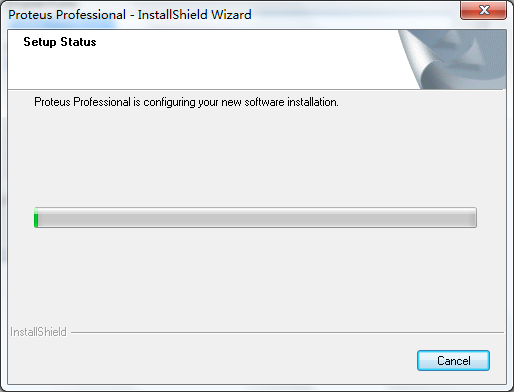 Proteus Professional - InstallShield Wizard
Setup Status
Proteus Professional is configuring your new software installation.
InstallShield
Cancel